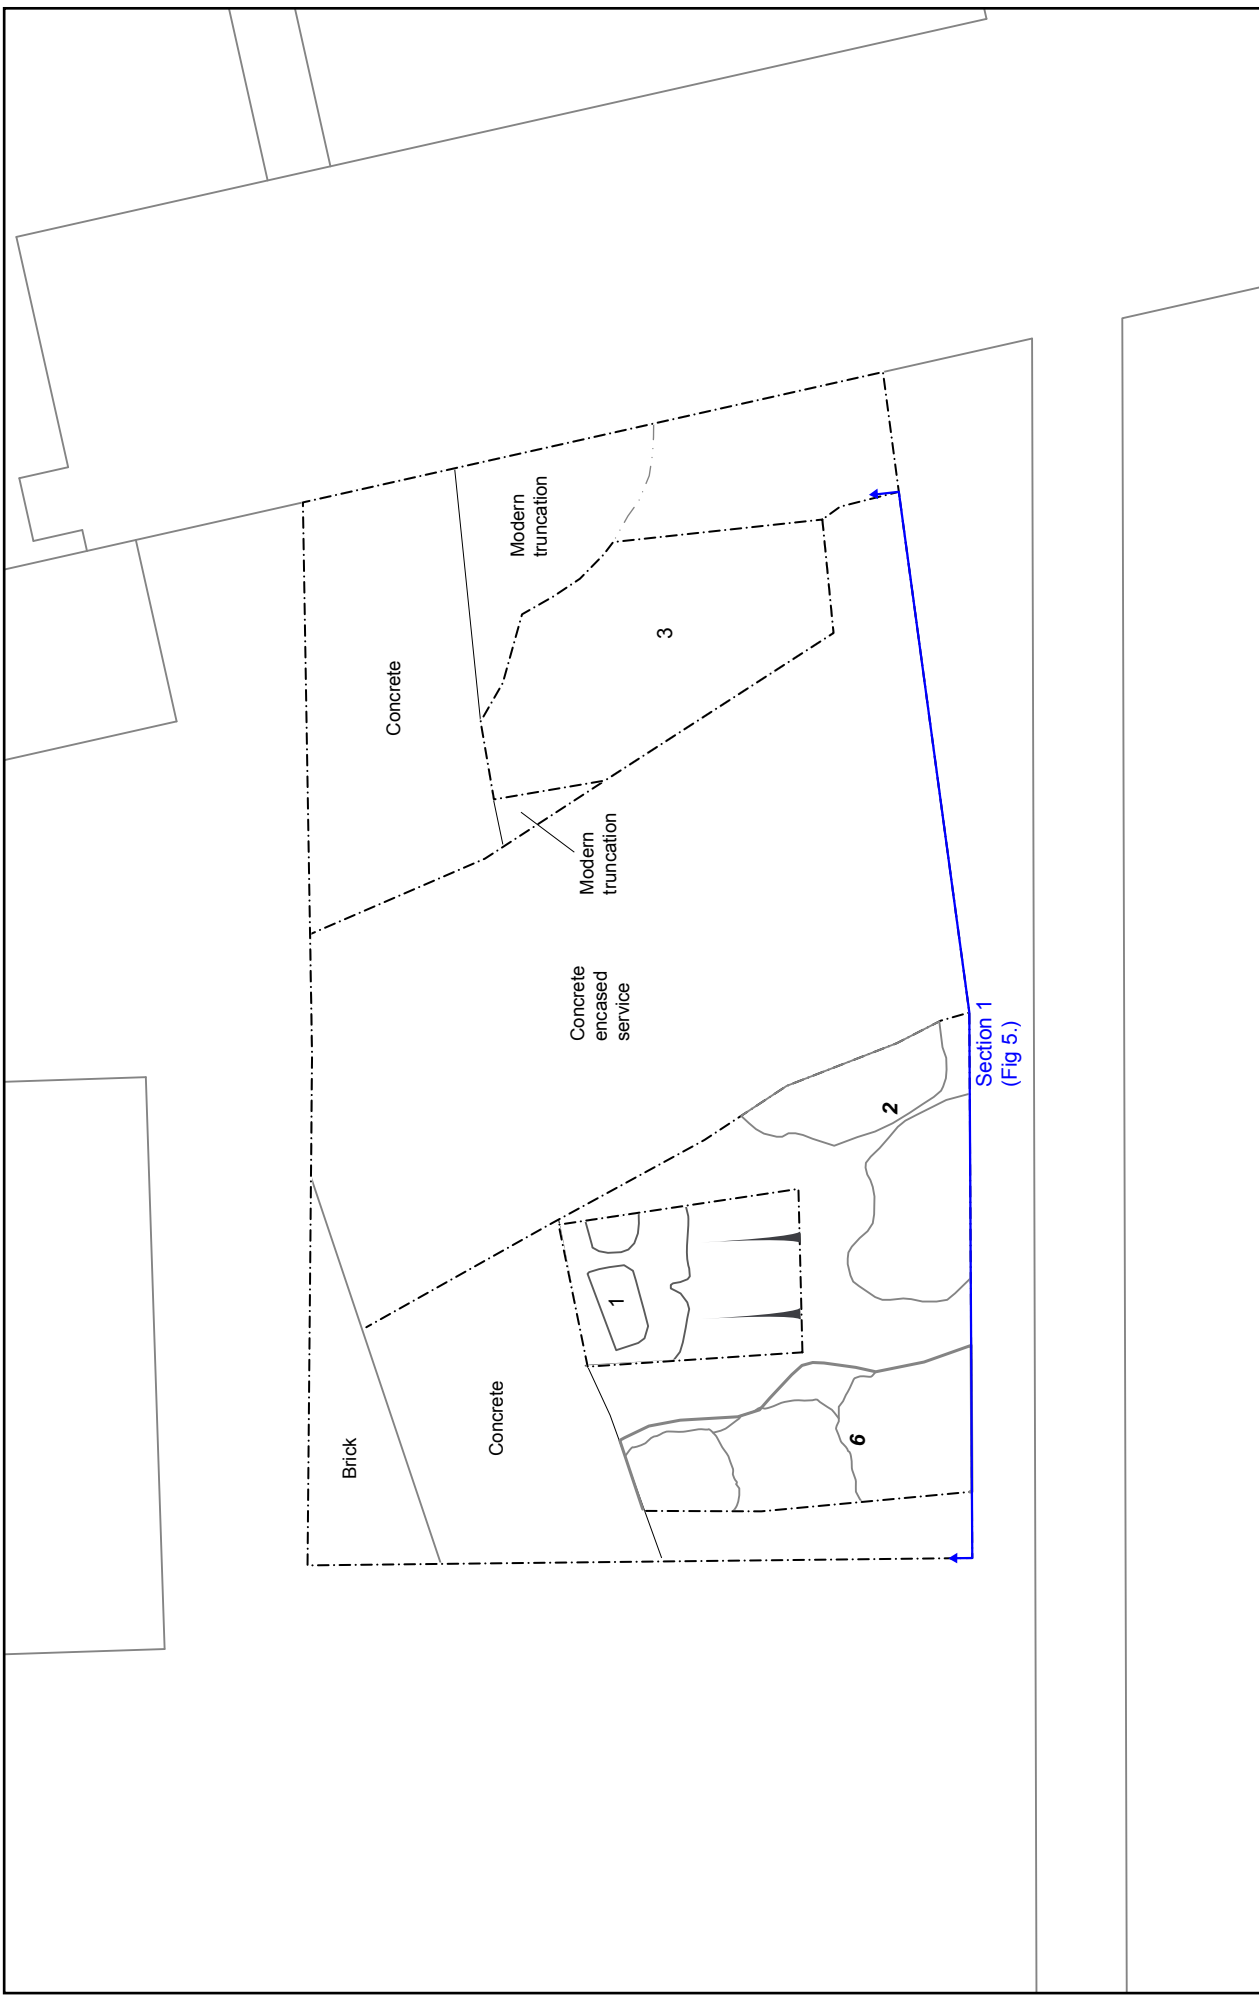 Brick
Concrete
Concrete
Modern
truncation
Modern
truncation
Concrete
encased
service
3
1
2
6
Section 1
(Fig 5.)